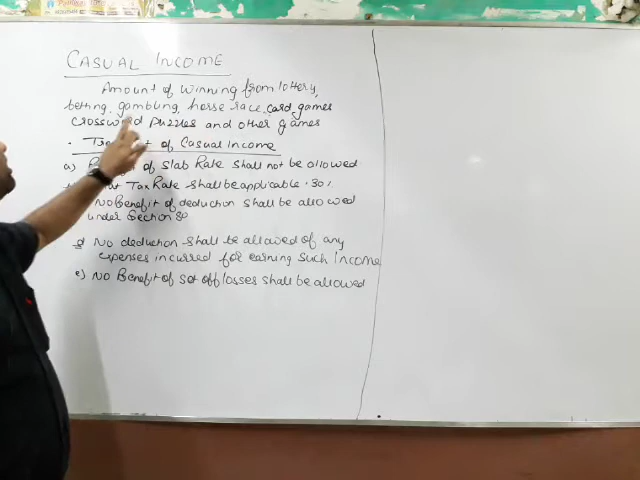 CASUAL INCOME
Amount of winning from lottery,
betting, gambling, horse race, card games
crossword puzzles and other games
• of Casual Income
a) of Slab Rate shall not be allowed
Tax Rate shall be applicable · 30%
No Benefit of deduction shall be allowed
under Section 80
d) No deduction shall be allowed of any
expenses incurred for earning such Income
e) No Benefit of set off losses shall be allowed